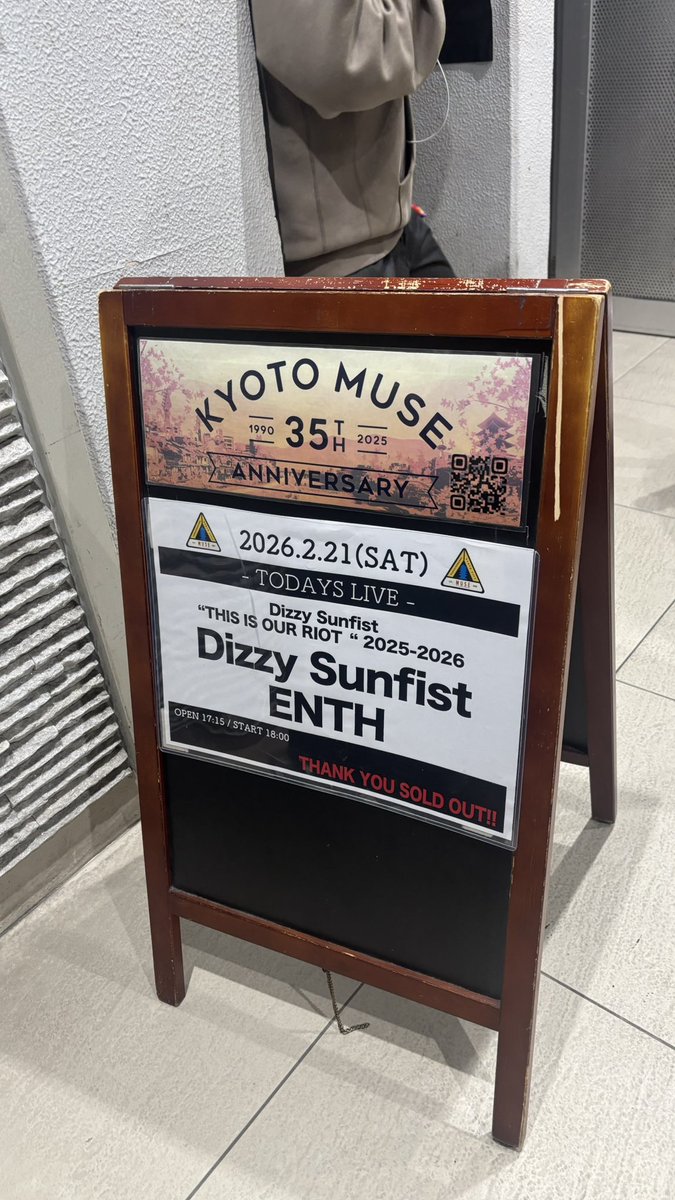 KYOTO MUSE
1990 35TH 2025
ANNIVERSARY
MUSE MUSE
2026.2.21(SAT)
- TODAYS LIVE -
Dizzy Sunfist
“THIS IS OUR RIOT “ 2025-2026
Dizzy Sunfist
ENTH
OPEN 17:15 / START 18:00
THANK YOU SOLD OUT!!